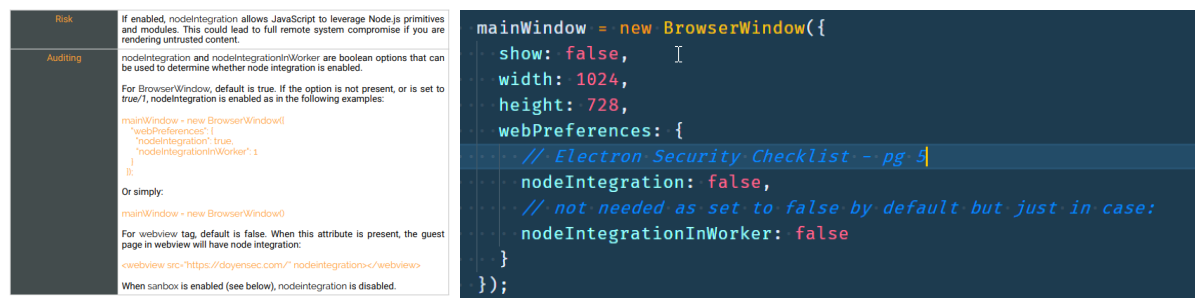 Risk
If enabled, nodeIntegration allows JavaScript to leverage Node.js primitives
and modules. This could lead to full remote system compromise if you are
rendering untrusted content.
Auditing
nodeIntegration and nodeIntegrationInWorker are boolean options that can
be used to determine whether node integration is enabled.
For BrowserWindow, default is true. If the option is not present, or is set to
true/1, nodeIntegration is enabled as in the following examples:
mainWindow = new BrowserWindow({
"webPreferences": {
"nodeIntegration": true,
"nodeIntegrationInWorker": 1
}
});
Or simply:
mainWindow = new BrowserWindow()
For webview tag, default is false. When this attribute is present, the guest
page in webview will have node integration:
<webview src="https://doyensec.com/" nodeintegration></webview>
When sanbox is enabled (see below), nodeintegration is disabled.
mainWindow = new BrowserWindow({
show: false,
width: 1024,
height: 728,
webPreferences: {
// Electron Security Checklist - pg 5
nodeIntegration: false,
// not needed as set to false by default but just in case:
nodeIntegrationInWorker: false
}
});